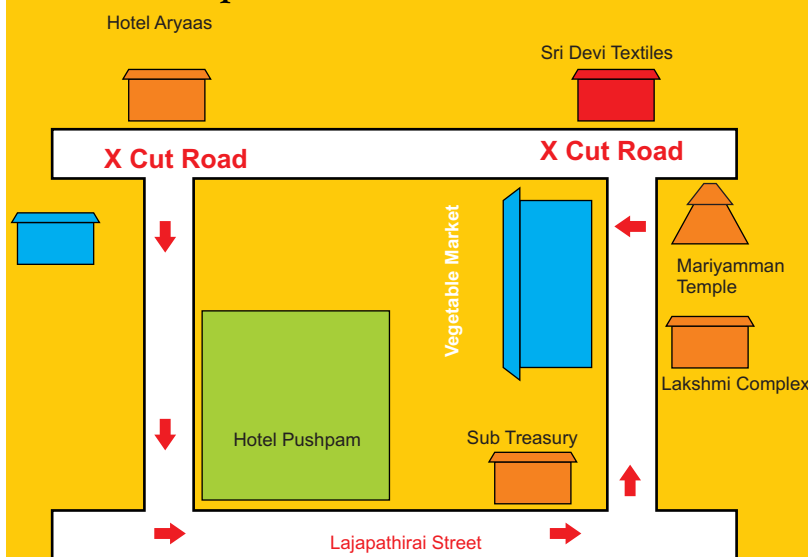 Hotel Aryaas
Sri Devi Textiles
X Cut Road
X Cut Road
Vegetable Market
Mariyamman
Temple
Lakshmi Complex
Hotel Pushpam
Sub Treasury
Lajapathirai Street